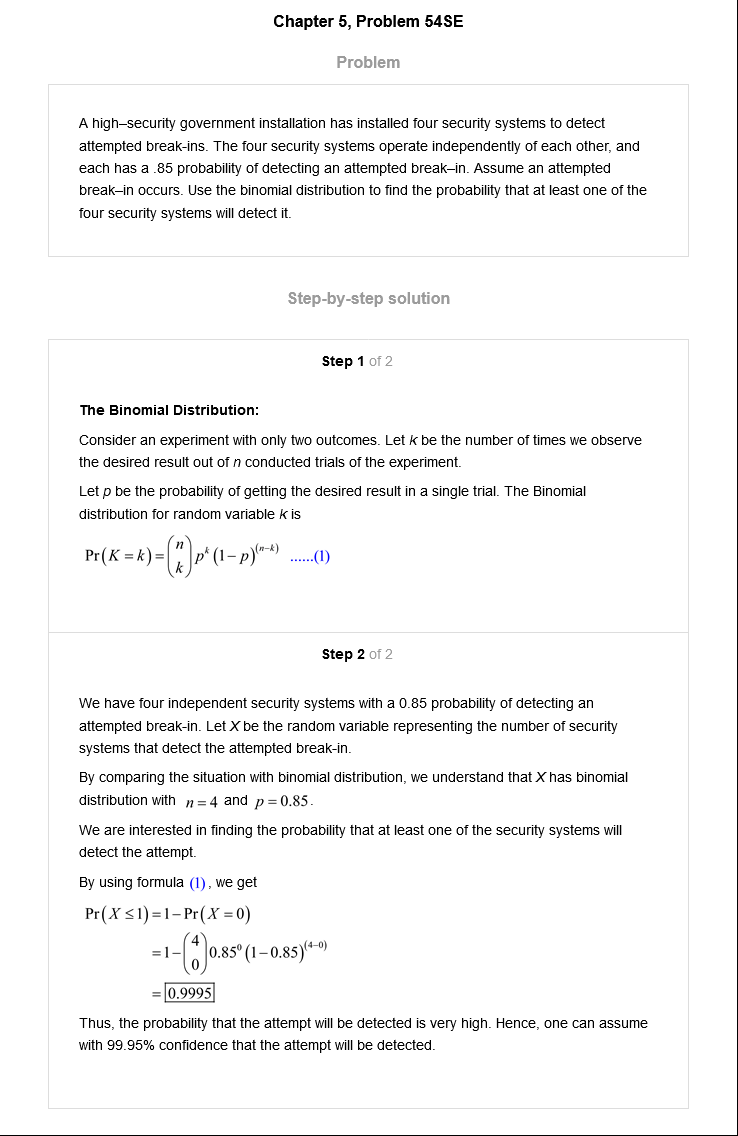 Chapter 5, Problem 54SE
Problem
A high–security government installation has installed four security systems to detect
attempted break-ins. The four security systems operate independently of each other, and
each has a .85 probability of detecting an attempted break–in. Assume an attempted
break–in occurs. Use the binomial distribution to find the probability that at least one of the
four security systems will detect it.
Step-by-step solution
Step 1 of 2
The Binomial Distribution:
Consider an experiment with only two outcomes. Let k be the number of times we observe
the desired result out of n conducted trials of the experiment.
Let p be the probability of getting the desired result in a single trial. The Binomial
distribution for random variable k is
Pr(K = k) = (n k) p^k (1 − p)^(n−k) ......(1)
Step 2 of 2
We have four independent security systems with a 0.85 probability of detecting an
attempted break-in. Let X be the random variable representing the number of security
systems that detect the attempted break-in.
By comparing the situation with binomial distribution, we understand that X has binomial
distribution with n = 4 and p = 0.85.
We are interested in finding the probability that at least one of the security systems will
detect the attempt.
By using formula (1), we get
Pr(X ≤ 1) = 1 − Pr(X = 0)
= 1 − (4 0) 0.85^0 (1 − 0.85)^(4−0)
= 0.9995
Thus, the probability that the attempt will be detected is very high. Hence, one can assume
with 99.95% confidence that the attempt will be detected.